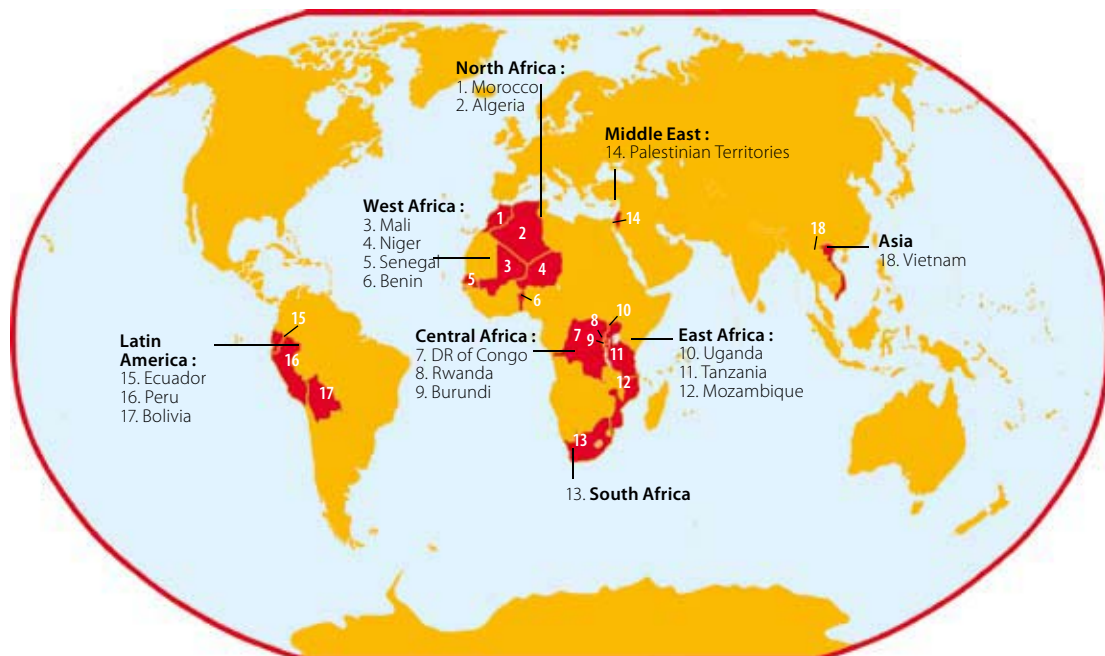 North Africa :
1. Morocco
2. Algeria
Middle East :
14. Palestinian Territories
West Africa :
3. Mali
4. Niger
5. Senegal
6. Benin
Asia
18. Vietnam
Latin
America :
15. Ecuador
16. Peru
17. Bolivia
Central Africa :
7. DR of Congo
8. Rwanda
9. Burundi
East Africa :
10. Uganda
11. Tanzania
12. Mozambique
13. South Africa
1
2
3
4
5
6
7
8
9
10
11
12
13
14
15
16
17
18